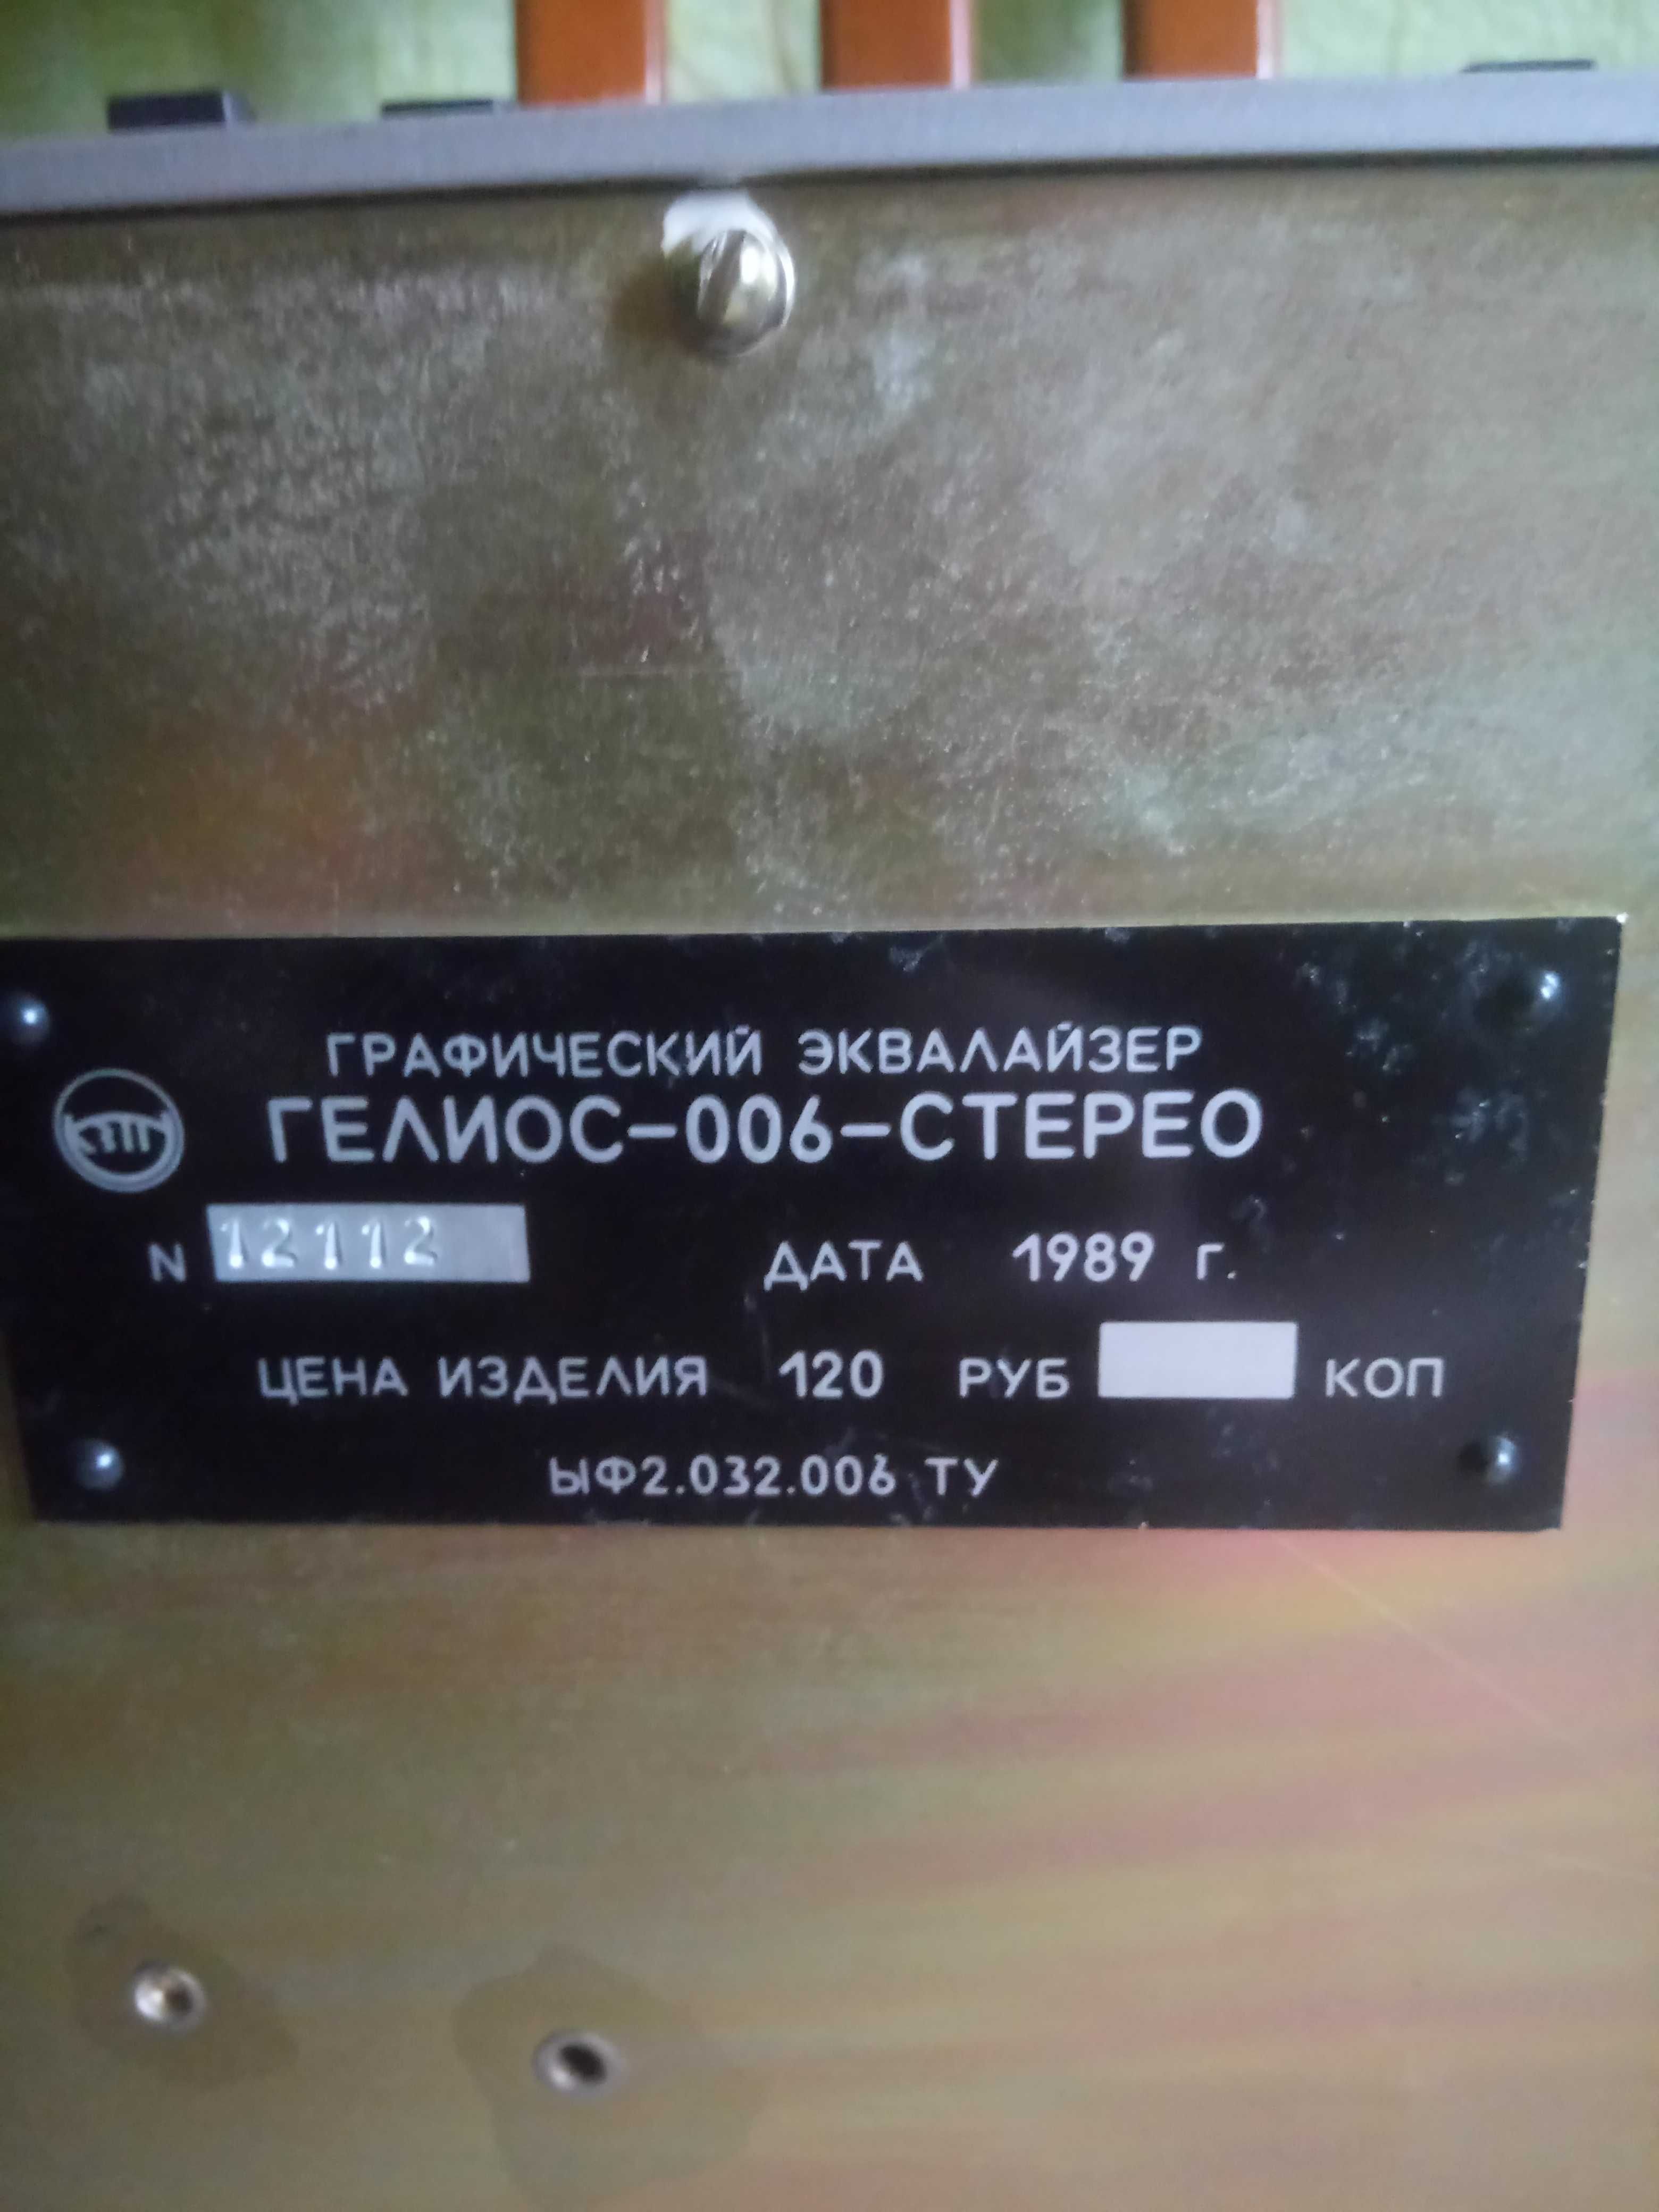 ГРАФИЧЕСКИЙ ЭКВАЛАЙЗЕР
ГЕЛИОС-006-СТЕРЕО
N 12112 ДАТА 1989 г.
ЦЕНА ИЗДЕЛИЯ 120 РУБ КОП
ЫФ2.032.006 ТУ